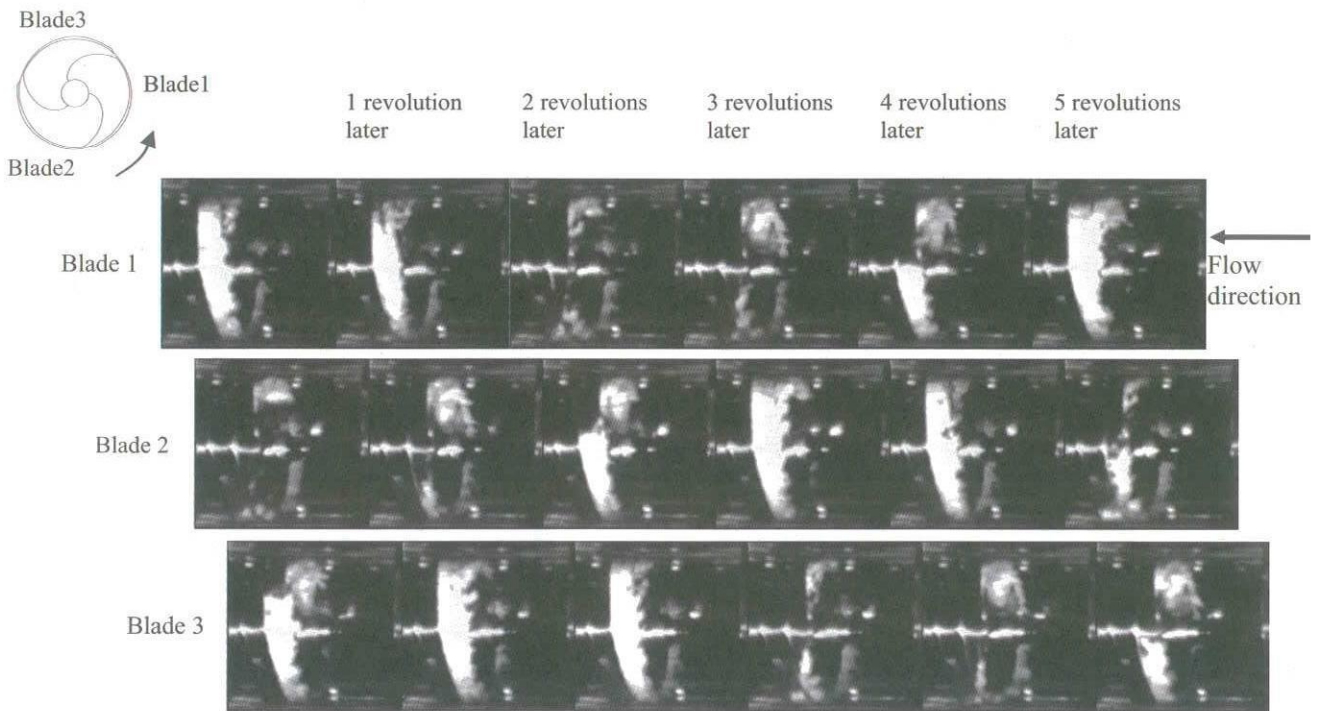 Blade3
Blade1
Blade2
1 revolution
later
2 revolutions
later
3 revolutions
later
4 revolutions
later
5 revolutions
later
Blade 1
Flow
direction
Blade 2
Blade 3